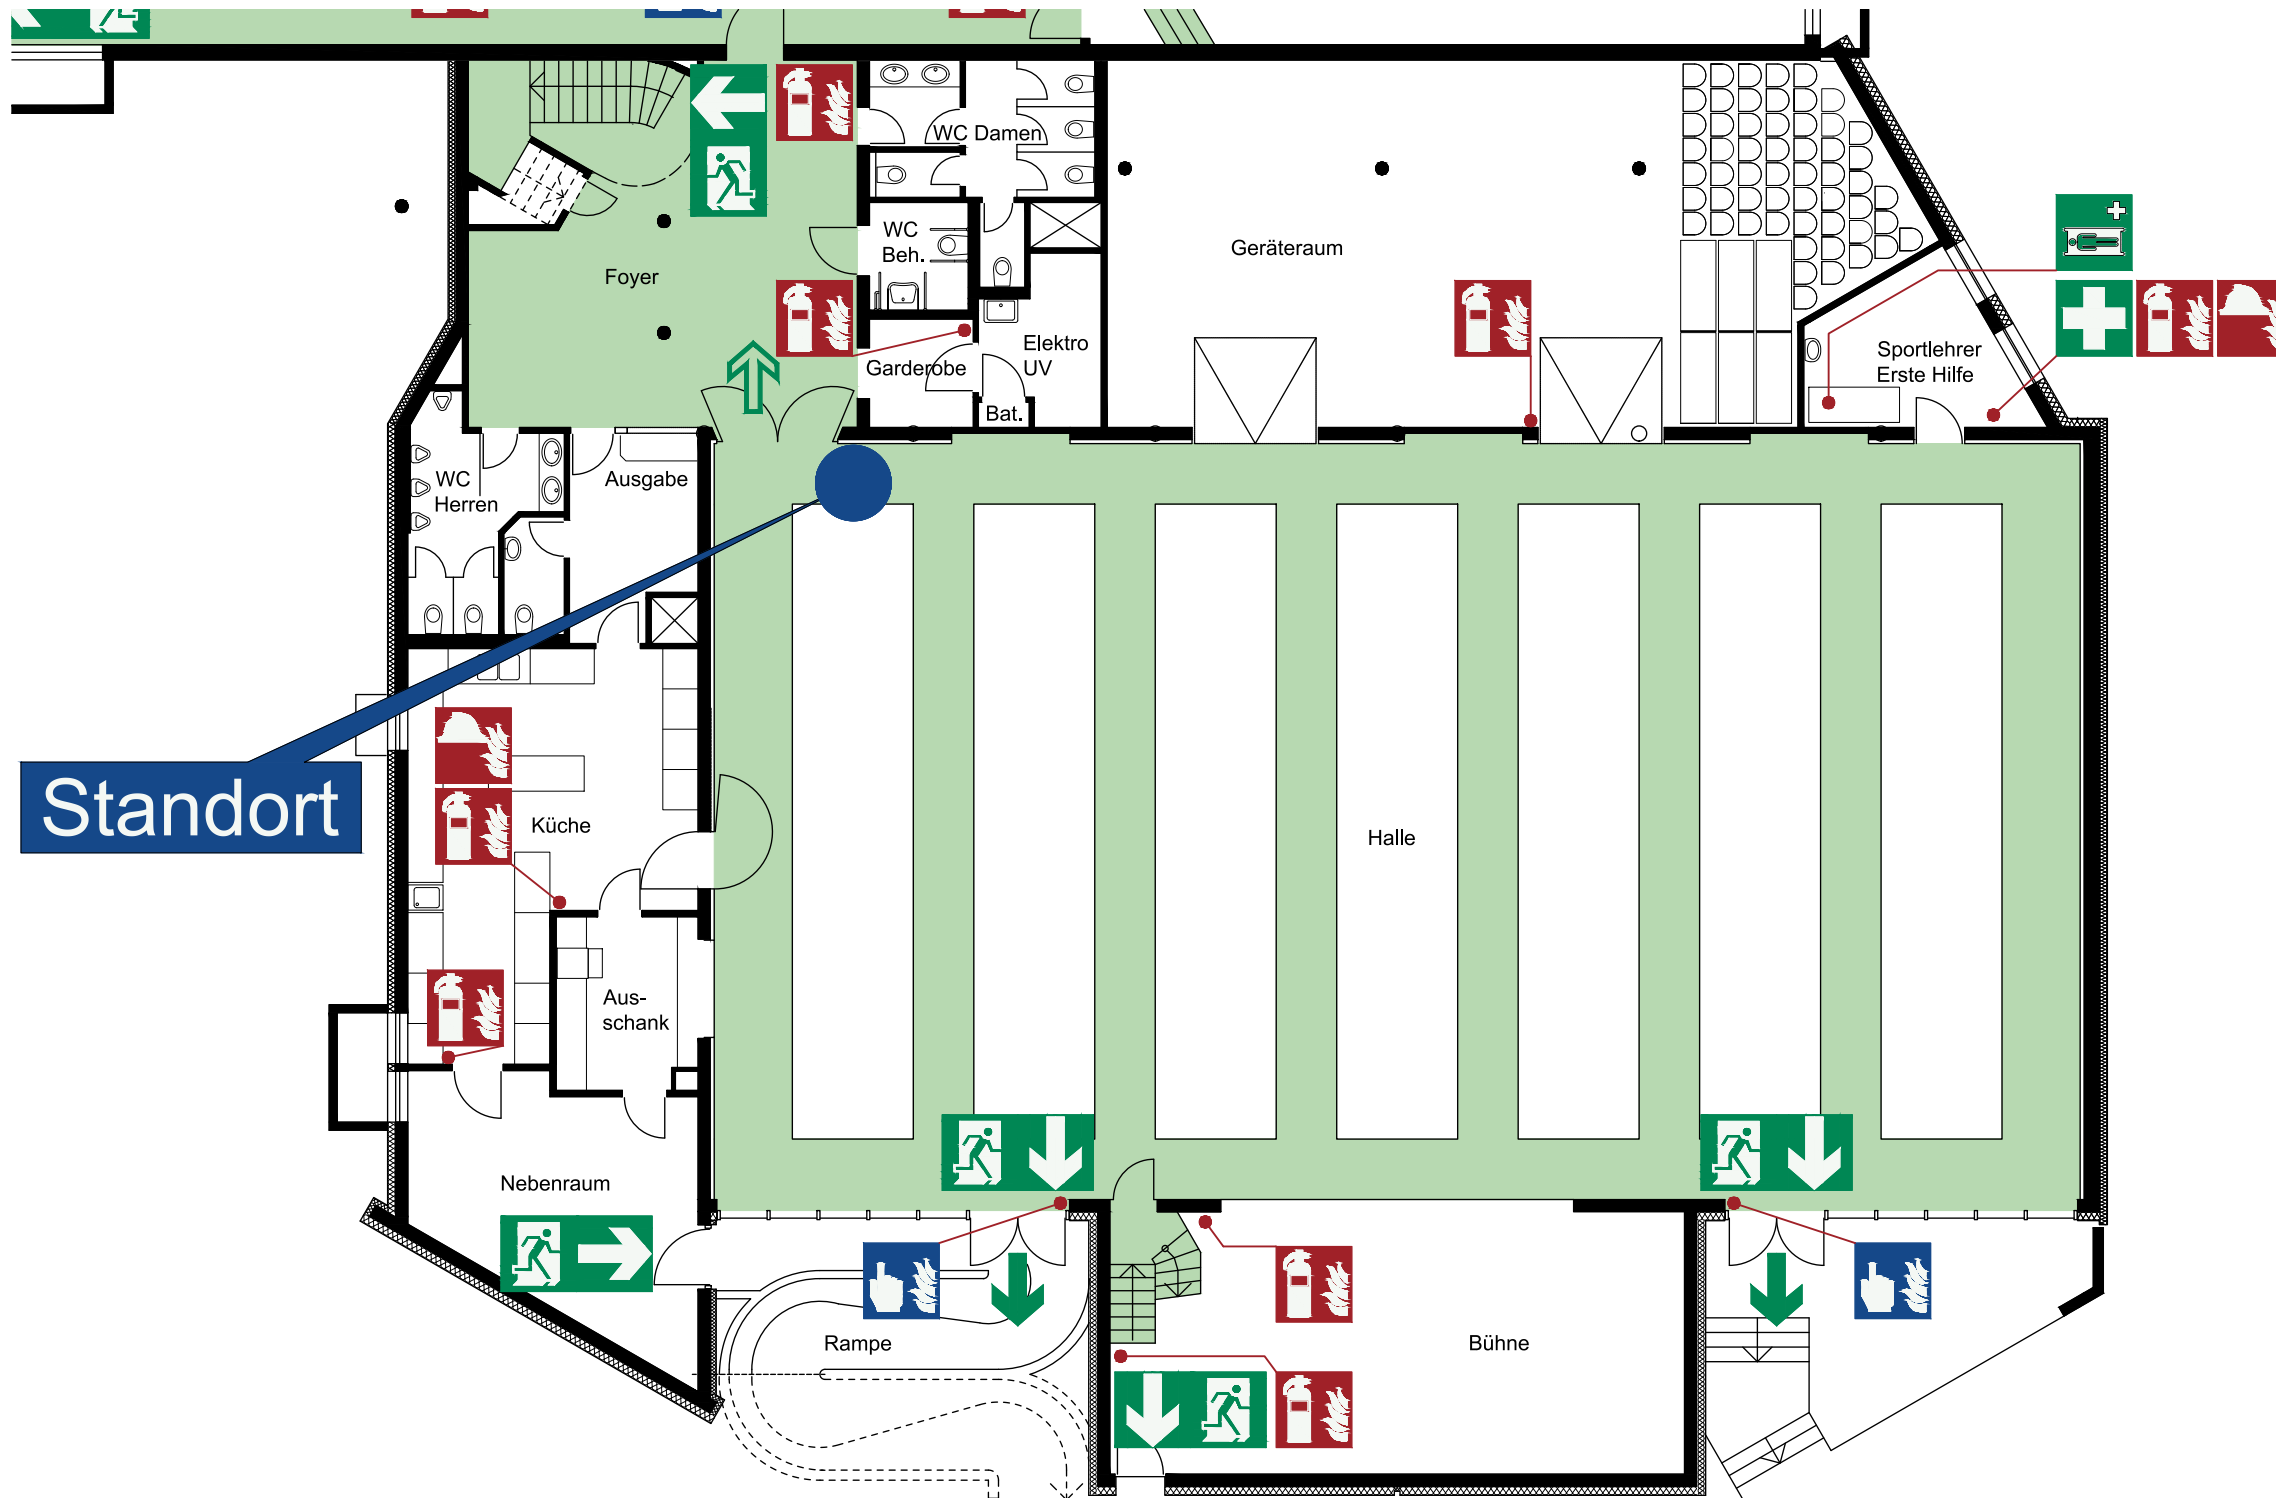 WC Damen
WC
Beh.
Foyer
Geräteraum
Elektro
UV
Garderobe
Bat.
Sportlehrer
Erste Hilfe
WC
Herren
Ausgabe
Standort
Küche
Halle
Aus-
schank
Nebenraum
Rampe
Bühne